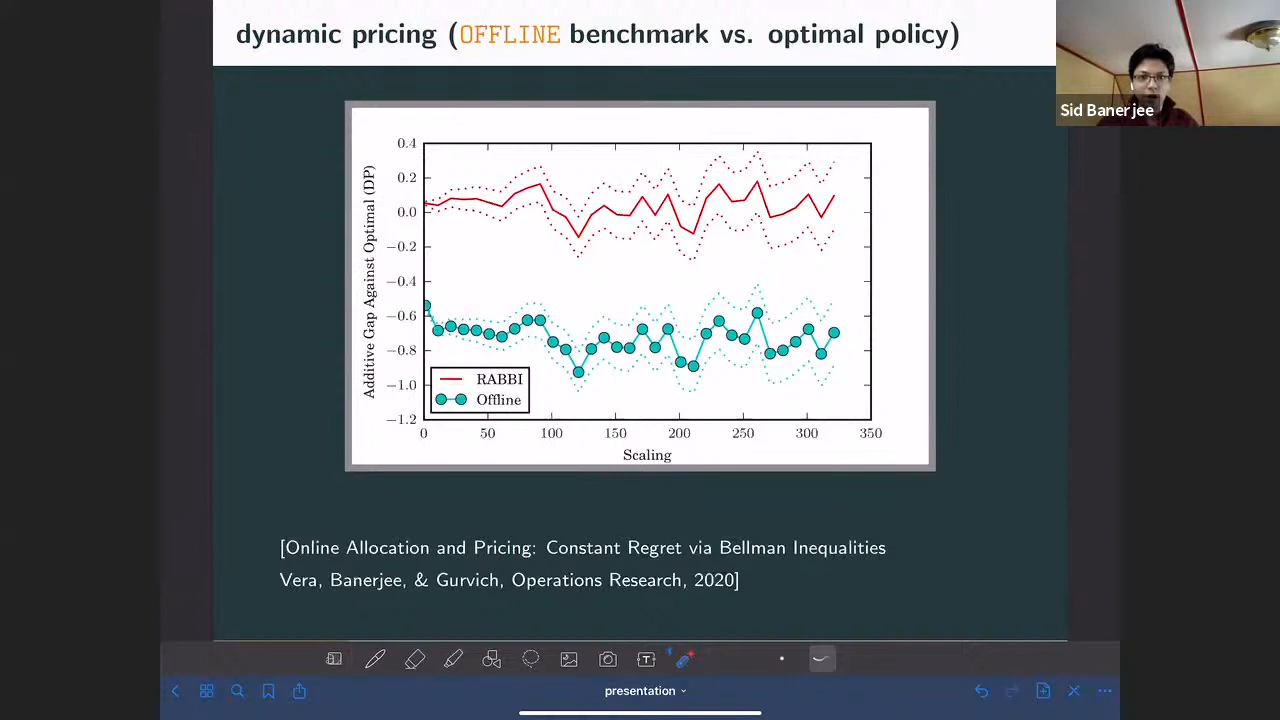 dynamic pricing (OFFLINE benchmark vs. optimal policy)
Sid Banerjee
Additive Gap Against Optimal (DP)
0.4
0.2
0.0
−0.2
−0.4
−0.6
−0.8
−1.0
−1.2
RABBI
Offline
0 50 100 150 200 250 300 350
Scaling
[Online Allocation and Pricing: Constant Regret via Bellman Inequalities
Vera, Banerjee, & Gurvich, Operations Research, 2020]
T
presentation